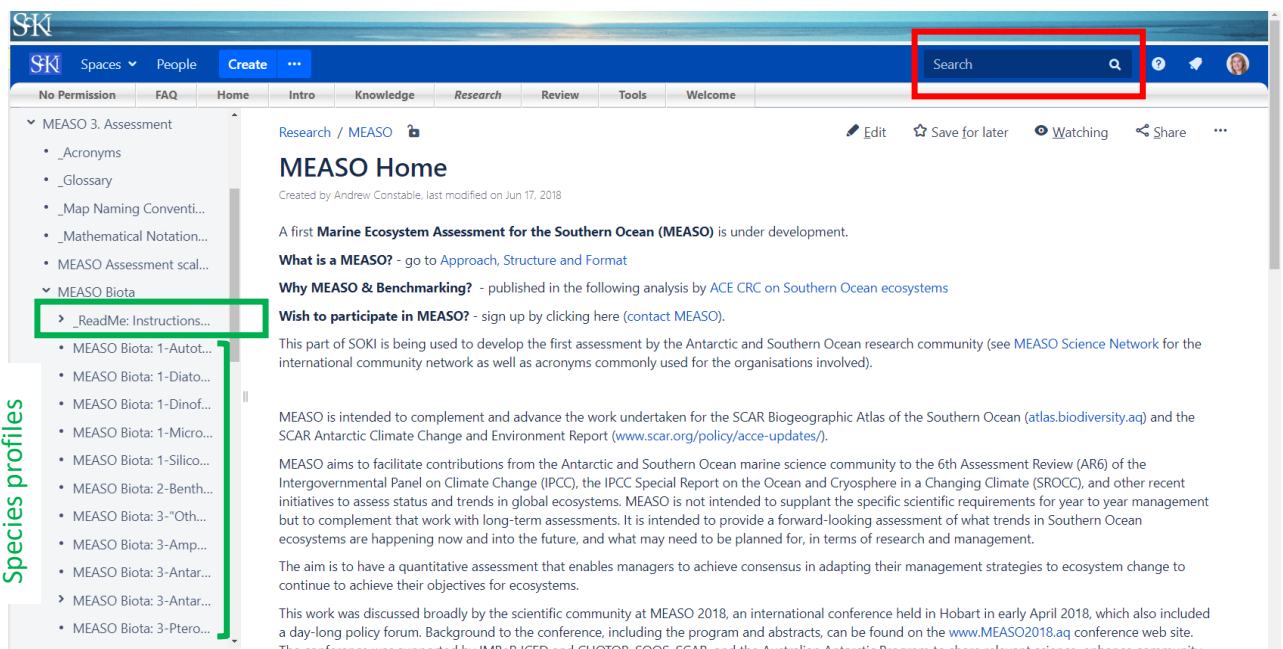 SOKI
SOKI Spaces People Create ••• Search
No Permission FAQ Home Intro Knowledge Research Review Tools Welcome
MEASO 3. Assessment
• _Acronyms
• _Glossary
• _Map Naming Conventi...
• _Mathematical Notation...
• MEASO Assessment scal...
MEASO Biota
_ReadMe: Instructions...
• MEASO Biota: 1-Autot...
• MEASO Biota: 1-Diato...
• MEASO Biota: 1-Dinof...
• MEASO Biota: 1-Micro...
• MEASO Biota: 1-Silico...
• MEASO Biota: 2-Benth...
• MEASO Biota: 3-"Oth...
• MEASO Biota: 3-Amp...
• MEASO Biota: 3-Antar...
MEASO Biota: 3-Antar...
• MEASO Biota: 3-Ptero...
Species profiles
Research / MEASO
Edit Save for later Watching Share •••
MEASO Home
Created by Andrew Constable, last modified on Jun 17, 2018
A first Marine Ecosystem Assessment for the Southern Ocean (MEASO) is under development.
What is a MEASO? - go to Approach, Structure and Format
Why MEASO & Benchmarking? - published in the following analysis by ACE CRC on Southern Ocean ecosystems
Wish to participate in MEASO? - sign up by clicking here (contact MEASO).
This part of SOKI is being used to develop the first assessment by the Antarctic and Southern Ocean research community (see MEASO Science Network for the
international community network as well as acronyms commonly used for the organisations involved).
MEASO is intended to complement and advance the work undertaken for the SCAR Biogeographic Atlas of the Southern Ocean (atlas.biodiversity.aq) and the
SCAR Antarctic Climate Change and Environment Report (www.scar.org/policy/acce-updates/).
MEASO aims to facilitate contributions from the Antarctic and Southern Ocean marine science community to the 6th Assessment Review (AR6) of the
Intergovernmental Panel on Climate Change (IPCC), the IPCC Special Report on the Ocean and Cryosphere in a Changing Climate (SROCC), and other recent
initiatives to assess status and trends in global ecosystems. MEASO is not intended to supplant the specific scientific requirements for year to year management
but to complement that work with long-term assessments. It is intended to provide a forward-looking assessment of what trends in Southern Ocean
ecosystems are happening now and into the future, and what may need to be planned for, in terms of research and management.
The aim is to have a quantitative assessment that enables managers to achieve consensus in adapting their management strategies to ecosystem change to
continue to achieve their objectives for ecosystems.
This work was discussed broadly by the scientific community at MEASO 2018, an international conference held in Hobart in early April 2018, which also included
a day-long policy forum. Background to the conference, including the program and abstracts, can be found on the www.MEASO2018.aq conference web site.